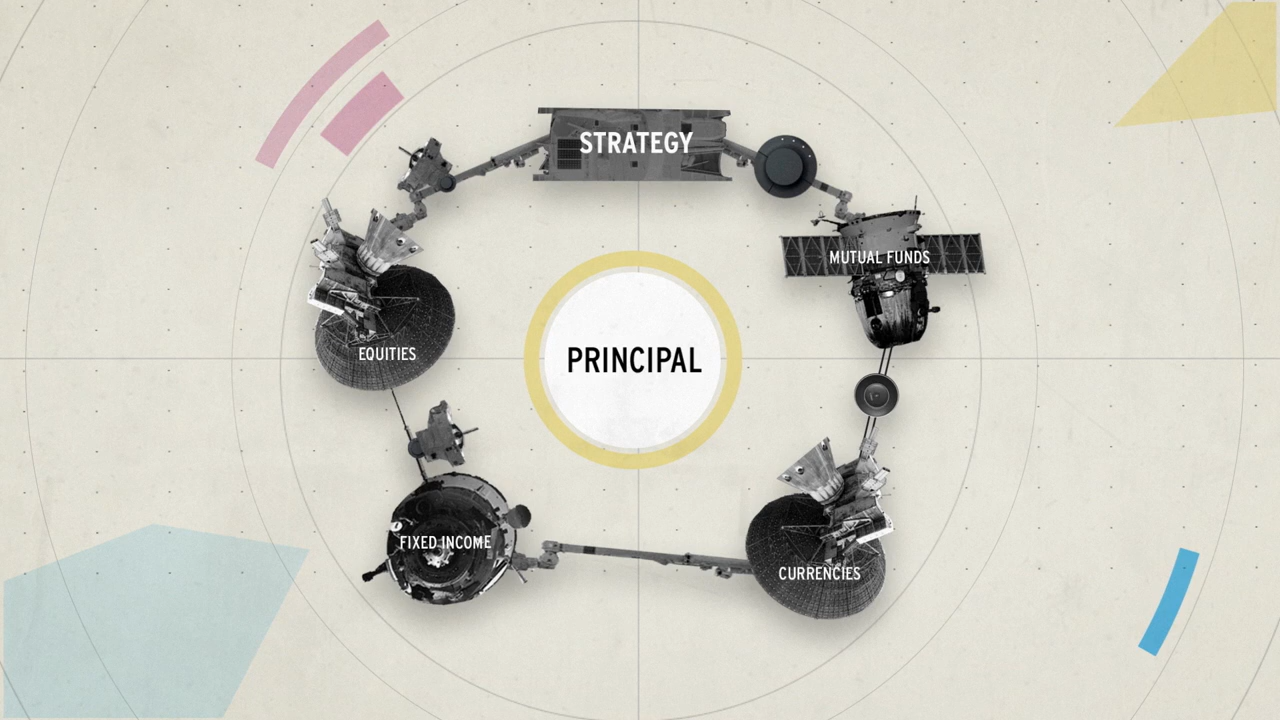 STRATEGY
MUTUAL FUNDS
EQUITIES
PRINCIPAL
FIXED INCOME
CURRENCIES